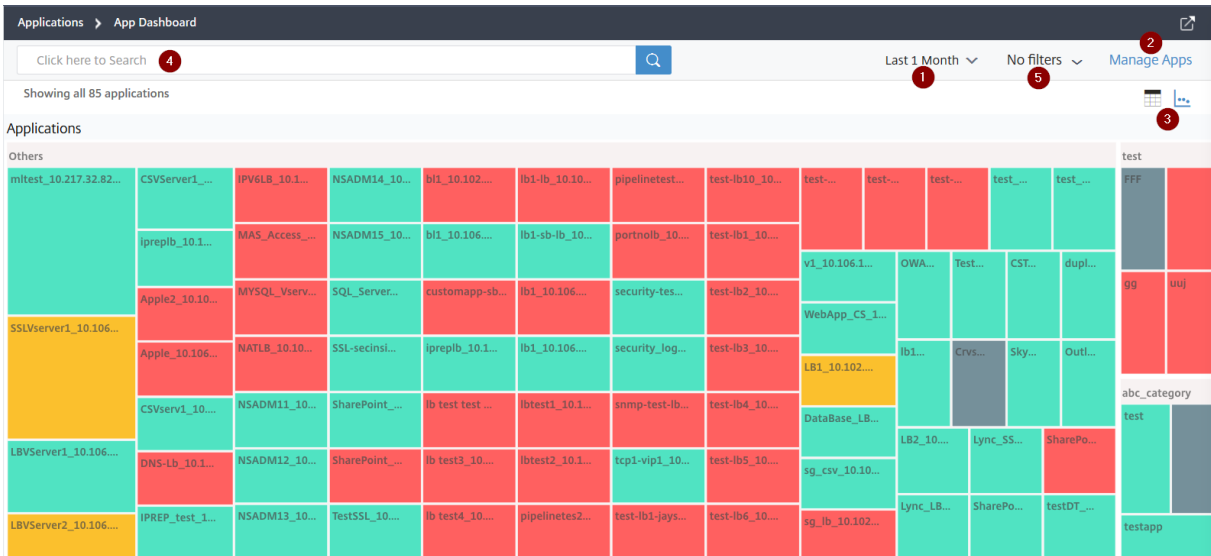 Applications > App Dashboard
2
Click here to Search 4
Last 1 Month No filters Manage Apps
1 5
Showing all 85 applications
3
Applications
Others test
mltest_10.217.32.82... CSVServer1_... IPV6LB_10.1... NSADM14_10... bl1_10.102.... lb1-lb_10.10... pipelinetest... test-lb10_10... test-... test-... test-... test_... test_... FFF
ipreplb_10.1... MAS_Access_... NSADM15_10... bl1_10.106.... lb1-sb-lb_10... portnolb_10.... test-lb1_10....
v1_10.106.1... OWA... Test... CST... dupl...
Apple2_10.10... MYSQL_Vserv... SQL_Server... customapp-sb... lb1_10.106.... security-tes... test-lb2_10.... gg uuj
WebApp_CS_1...
SSLVserver1_10.106...
Apple_10.106... NATLB_10.10... SSL-secinsi... ipreplb_10.1... lb1_10.106.... security_log... test-lb3_10.... lb1... Crvs... Sky... Outl...
LB1_10.102....
abc_category
CSVserv1_10.... NSADM11_10... SharePoint_... lb test test ... lbtest1_10.1... snmp-test-lb... test-lb4_10.... DataBase_LB... test
LB2_10.... Lync_SS... SharePo...
LBVServer1_10.106.... DNS-Lb_10.1... NSADM12_10... SharePoint_... lb test3_10.... lbtest2_10.1... tcp1-vip1_10... test-lb5_10.... sg_csv_10.10...
Lync_LB... SharePo... testDT_...
LBVServer2_10.106.... IPREP_test_1... NSADM13_10... TestSSL_10.... lb test4_10.... pipelinetes2... test-lb1-jays... test-lb6_10.... sg_lb_10.102... testapp